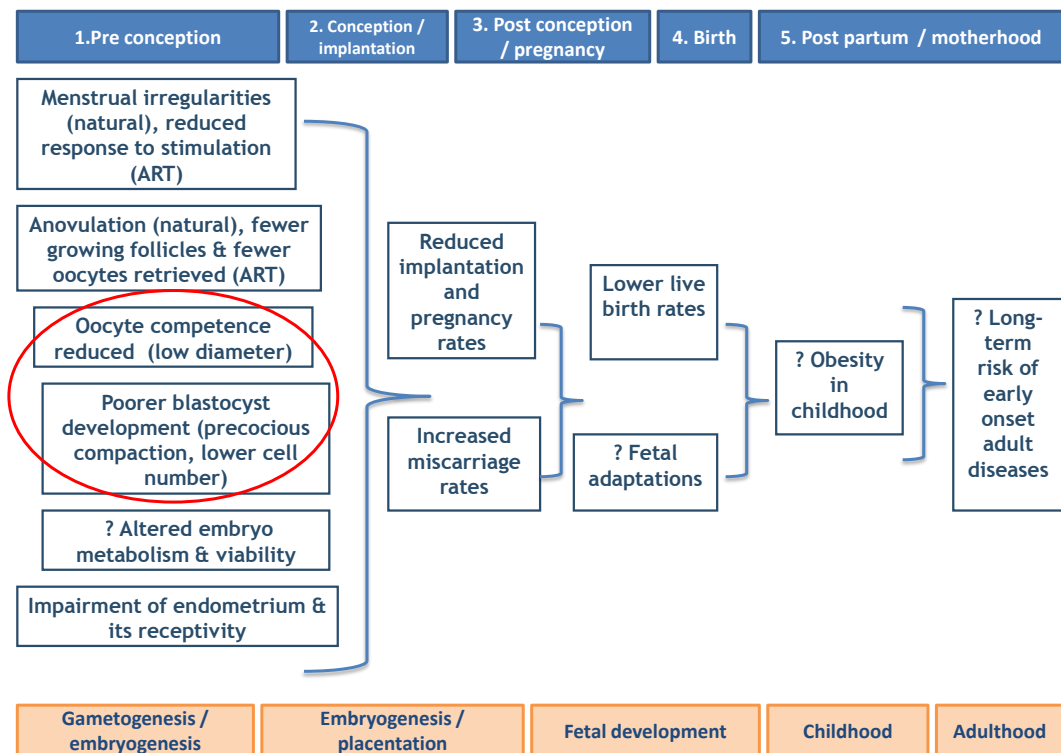 1.Pre conception
2. Conception /
implantation
3. Post conception
/ pregnancy
4. Birth
5. Post partum / motherhood
Menstrual irregularities
(natural), reduced
response to stimulation
(ART)
Anovulation (natural), fewer
growing follicles & fewer
oocytes retrieved (ART)
Oocyte competence
reduced (low diameter)
Poorer blastocyst
development (precocious
compaction, lower cell
number)
? Altered embryo
metabolism & viability
Impairment of endometrium &
its receptivity
Reduced
implantation
and
pregnancy
rates
Increased
miscarriage
rates
Lower live
birth rates
? Fetal
adaptations
? Obesity
in
childhood
? Long-
term
risk of
early
onset
adult
diseases
Gametogenesis /
embryogenesis
Embryogenesis /
placentation
Fetal development
Childhood
Adulthood